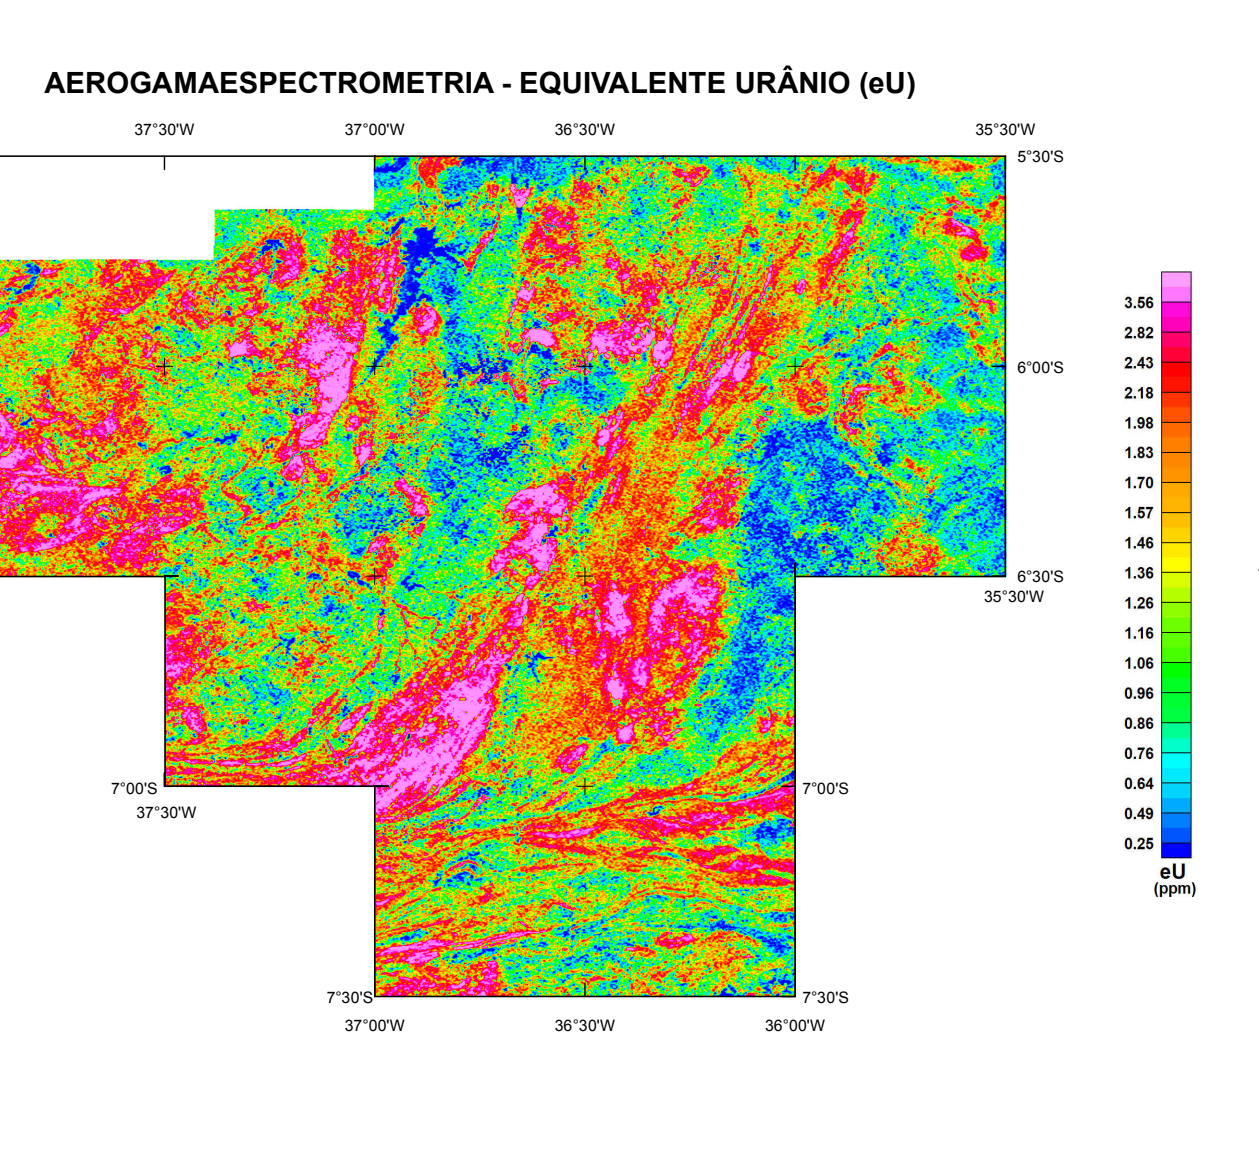 AEROGAMAESPECTROMETRIA - EQUIVALENTE URÂNIO (eU)
37°30'W 37°00'W 36°30'W 35°30'W
5°30'S
3.56
2.82
2.43
6°00'S
2.18
1.98
1.83
1.70
1.57
1.46
1.36
6°30'S
35°30'W
1.26
1.16
1.06
0.96
0.86
0.76
0.64
7°00'S 7°00'S
37°30'W
0.49
0.25
eU
(ppm)
7°30'S 7°30'S
37°00'W 36°30'W 36°00'W